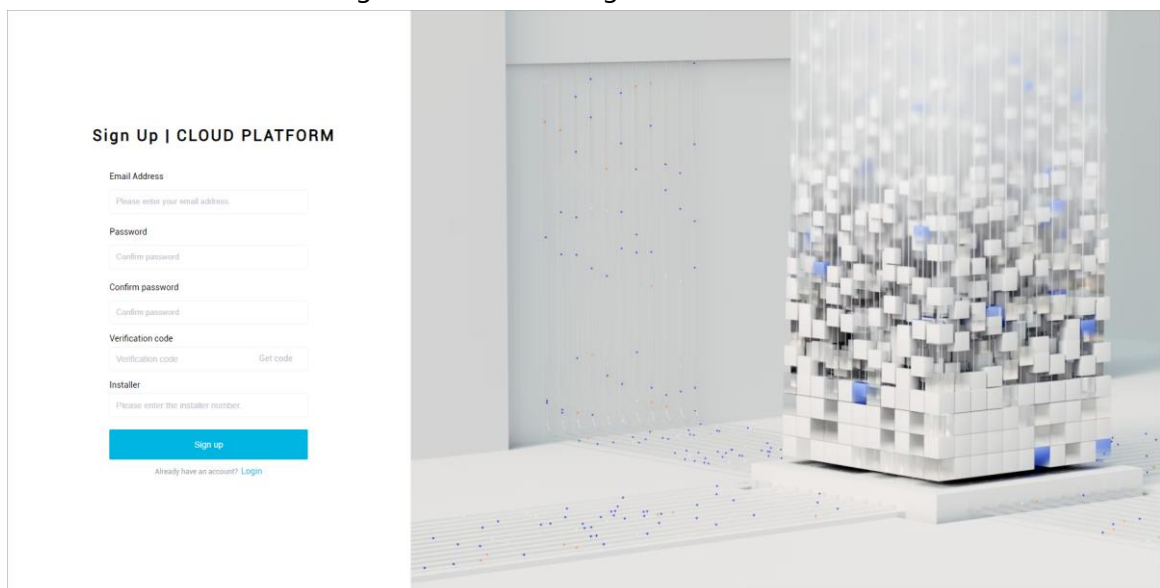 Sign Up | CLOUD PLATFORM
Email Address
Please enter your email address.
Password
Confirm password
Confirm password
Confirm password
Verification code
Verification code Get code
Installer
Please enter the installer number.
Sign up
Already have an account? Login